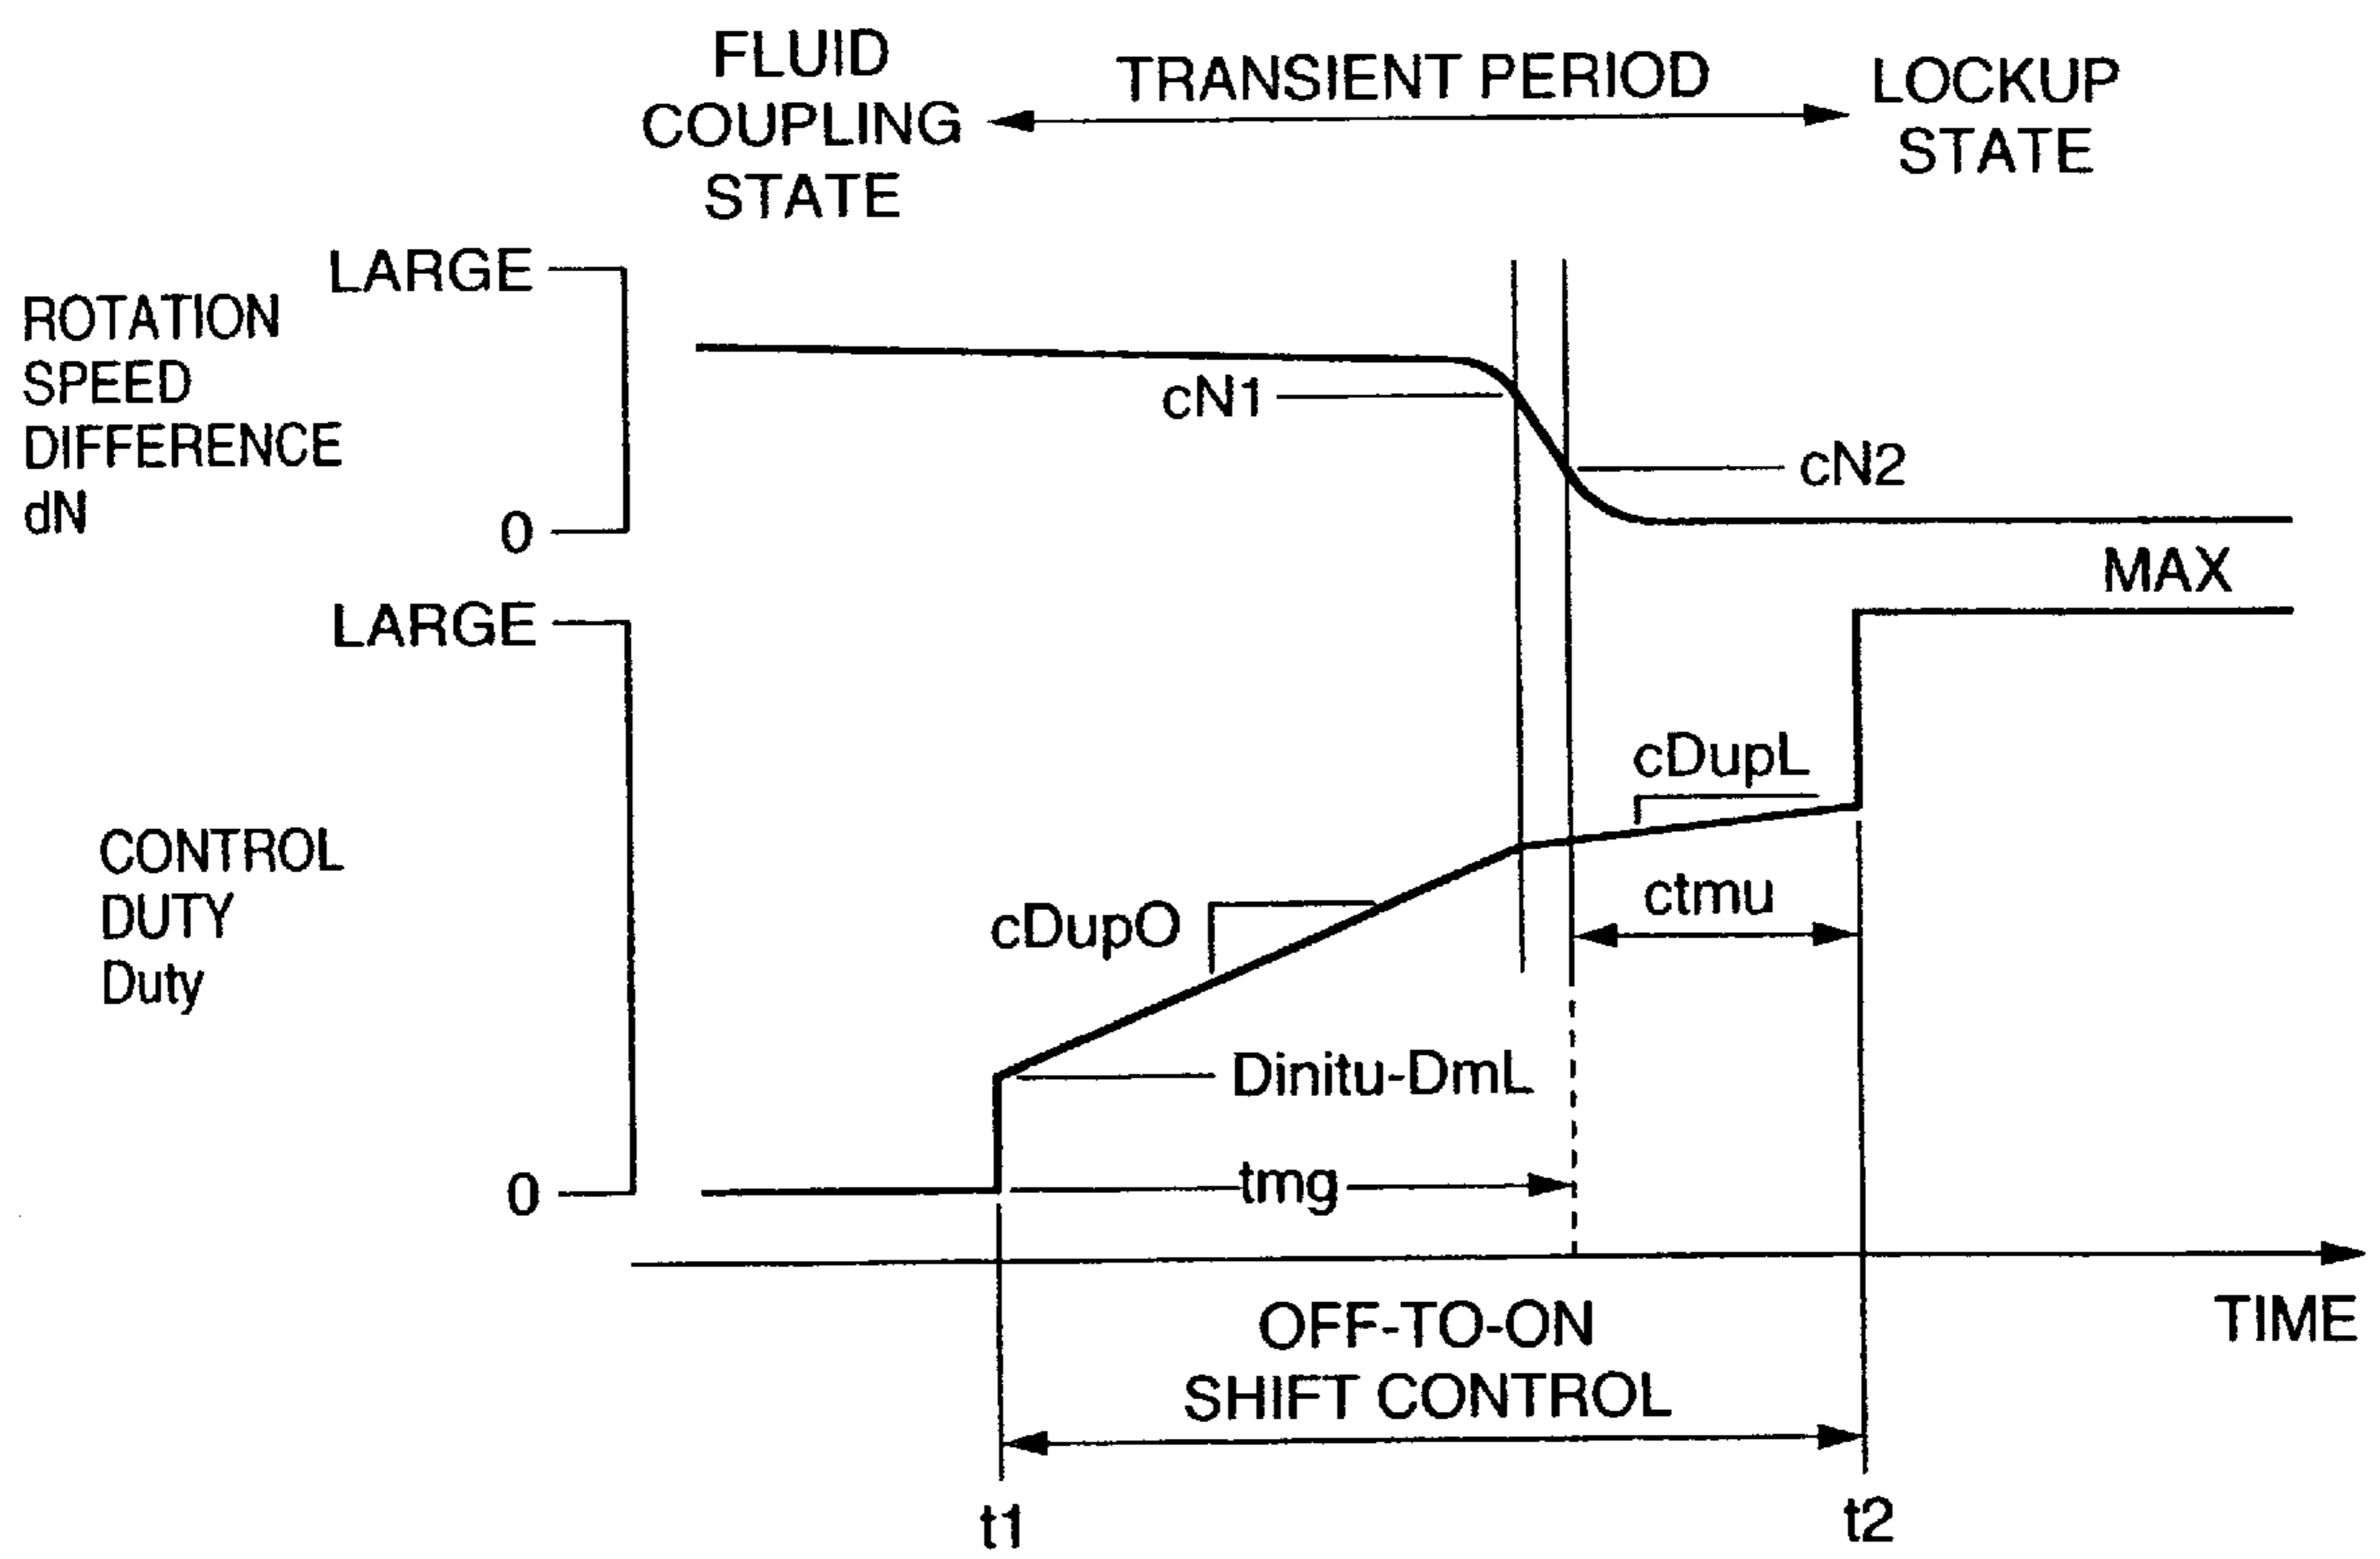 FLUID
COUPLING
STATE
TRANSIENT PERIOD
LOCKUP
STATE
LARGE
ROTATION
SPEED
DIFFERENCE
dN
0
cN1
cN2
MAX
LARGE
CONTROL
DUTY
Duty
0
cDupL
ctmu
cDupO
Dinitu-DmL
tmg
TIME
OFF-TO-ON
SHIFT CONTROL
t1
t2